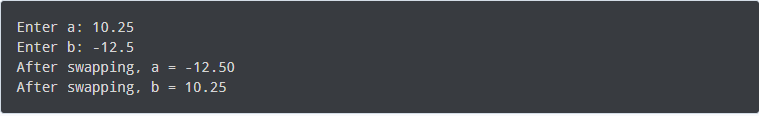 Enter a: 10.25
Enter b: -12.5
After swapping, a = -12.50
After swapping, b = 10.25